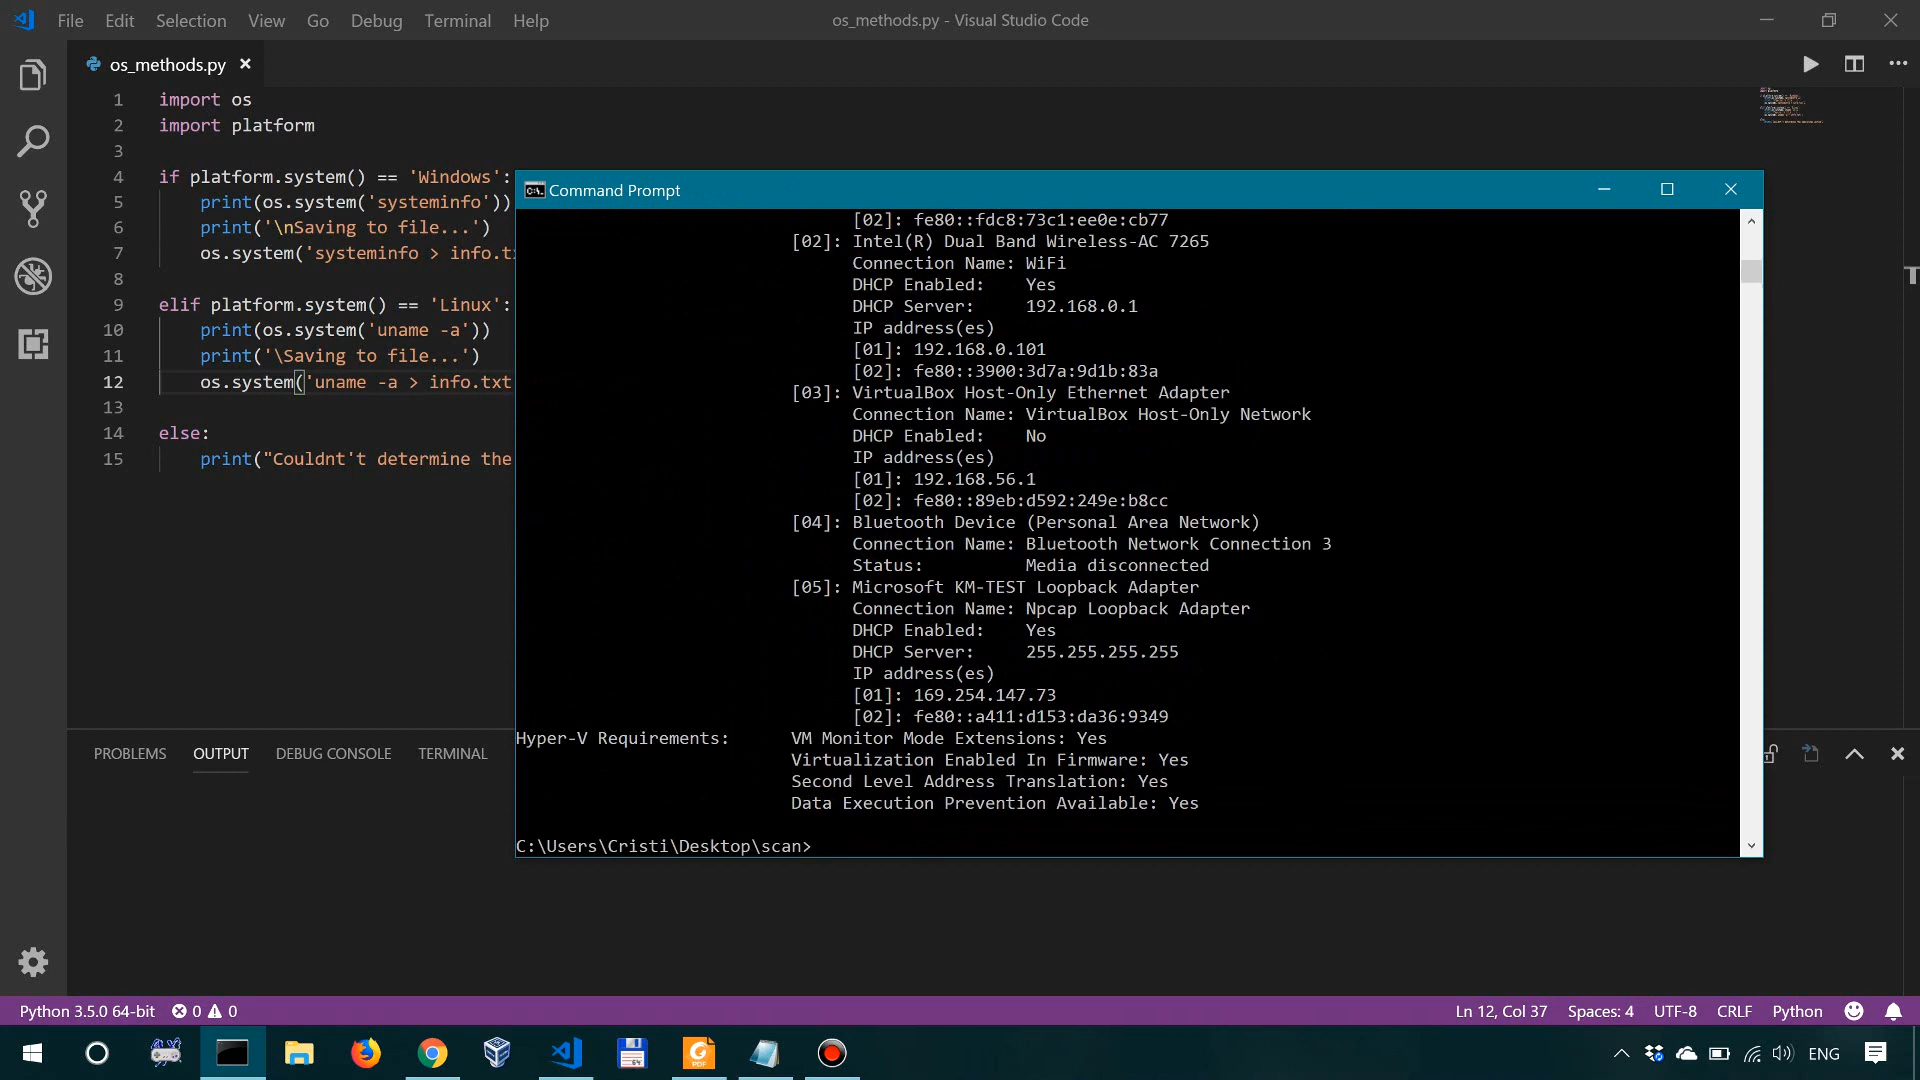 File Edit Selection View Go Debug Terminal Help
os_methods.py - Visual Studio Code
os_methods.py
1 import os
2 import platform
3
4 if platform.system() == 'Windows':
5 print(os.system('systeminfo'))
6 print('\nSaving to file...')
7 os.system('systeminfo > info.t
8
9 elif platform.system() == 'Linux':
10 print(os.system('uname -a'))
11 print('\Saving to file...')
12 os.system('uname -a > info.txt
13
14 else:
15 print("Couldnt't determine the
Command Prompt
[02]: fe80::fdc8:73c1:ee0e:cb77
[02]: Intel(R) Dual Band Wireless-AC 7265
Connection Name: WiFi
DHCP Enabled: Yes
DHCP Server: 192.168.0.1
IP address(es)
[01]: 192.168.0.101
[02]: fe80::3900:3d7a:9d1b:83a
[03]: VirtualBox Host-Only Ethernet Adapter
Connection Name: VirtualBox Host-Only Network
DHCP Enabled: No
IP address(es)
[01]: 192.168.56.1
[02]: fe80::89eb:d592:249e:b8cc
[04]: Bluetooth Device (Personal Area Network)
Connection Name: Bluetooth Network Connection 3
Status: Media disconnected
[05]: Microsoft KM-TEST Loopback Adapter
Connection Name: Npcap Loopback Adapter
DHCP Enabled: Yes
DHCP Server: 255.255.255.255
IP address(es)
[01]: 169.254.147.73
[02]: fe80::a411:d153:da36:9349
Hyper-V Requirements: VM Monitor Mode Extensions: Yes
Virtualization Enabled In Firmware: Yes
Second Level Address Translation: Yes
Data Execution Prevention Available: Yes
C:\Users\Cristi\Desktop\scan>
PROBLEMS OUTPUT DEBUG CONSOLE TERMINAL
Python 3.5.0 64-bit 0 0 Ln 12, Col 37 Spaces: 4 UTF-8 CRLF Python
ENG